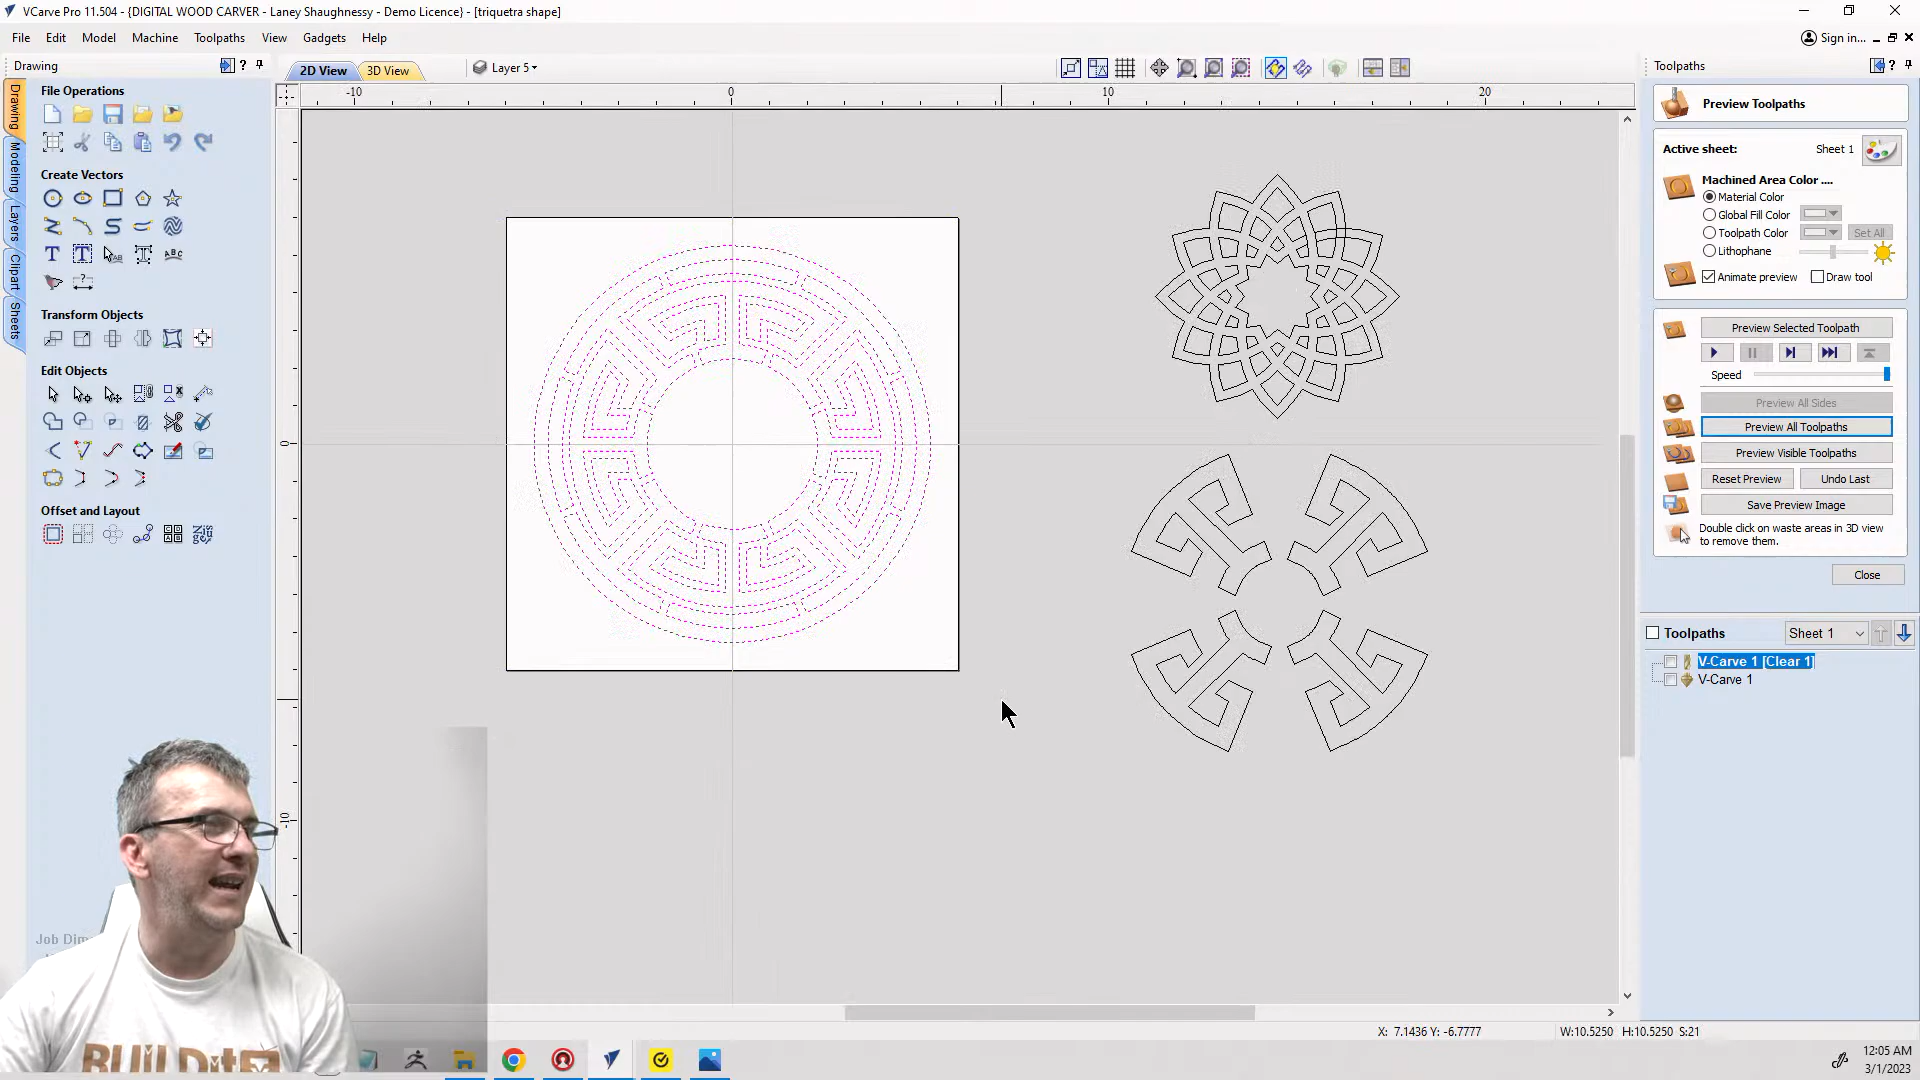 VCarve Pro 11.504 - {DIGITAL WOOD CARVER - Laney Shaughnessy - Demo Licence} - [triquetra shape]
File Edit Model Machine Toolpaths View Gadgets Help
Sign in...
Drawing
2D View
3D View
Layer 5
Toolpaths
Drawing
Modeling
Layers
Clipart
Sheets
File Operations
Create Vectors
Transform Objects
Edit Objects
Offset and Layout
Job Dim
-10
0
10
20
0
-10
Preview Toolpaths
Active sheet: Sheet 1
Machined Area Color ....
Material Color
Global Fill Color
Toolpath Color
Set All
Lithophane
Animate preview
Draw tool
Preview Selected Toolpath
Speed
Preview All Sides
Preview All Toolpaths
Preview Visible Toolpaths
Reset Preview
Undo Last
Save Preview Image
Double click on waste areas in 3D view
to remove them.
Close
Toolpaths
Sheet 1
V-Carve 1 [Clear 1]
V-Carve 1
X: 7.1436 Y: -6.7777
W:10.5250 H:10.5250 S:21
12:05 AM
3/1/2023